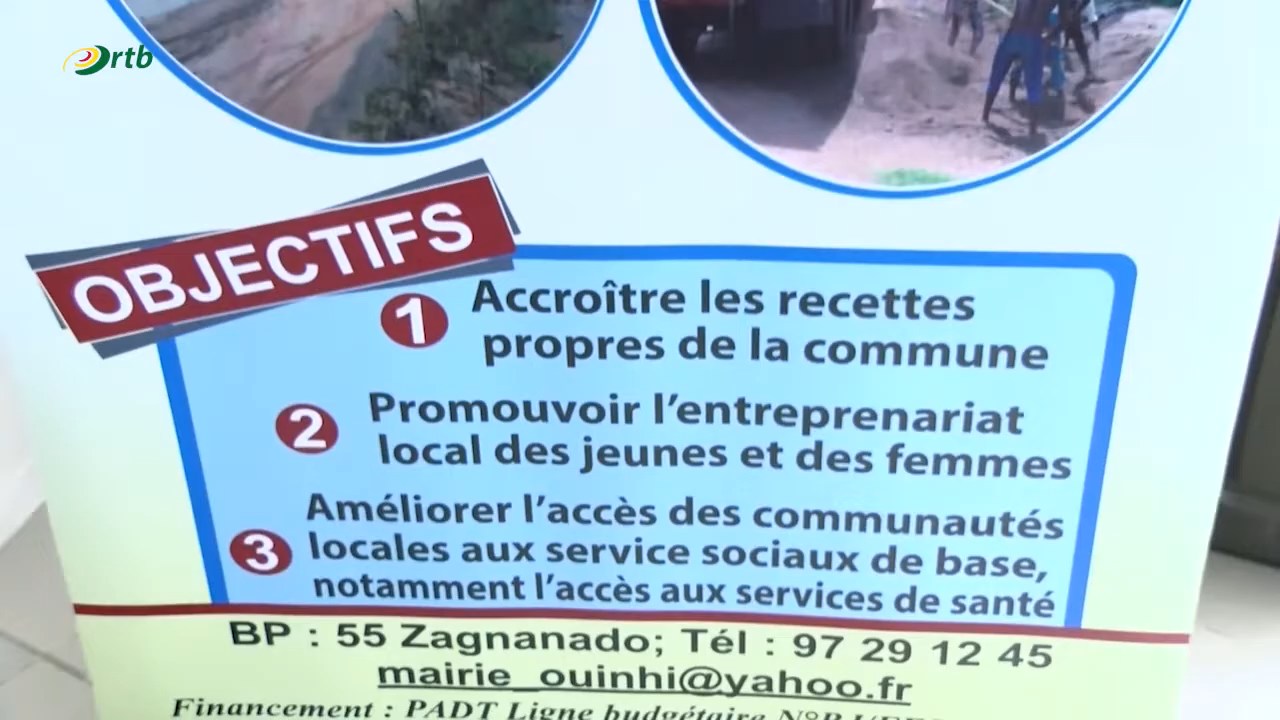 ortb
OBJECTIFS
1 Accroître les recettes
propres de la commune
2 Promouvoir l'entreprenariat
local des jeunes et des femmes
3 Améliorer l'accès des communautés
locales aux service sociaux de base,
notamment l'accès aux services de santé
BP : 55 Zagnanado; Tél : 97 29 12 45
mairie_ouinhi@yahoo.fr
Financement : PADT Ligne budgétaire